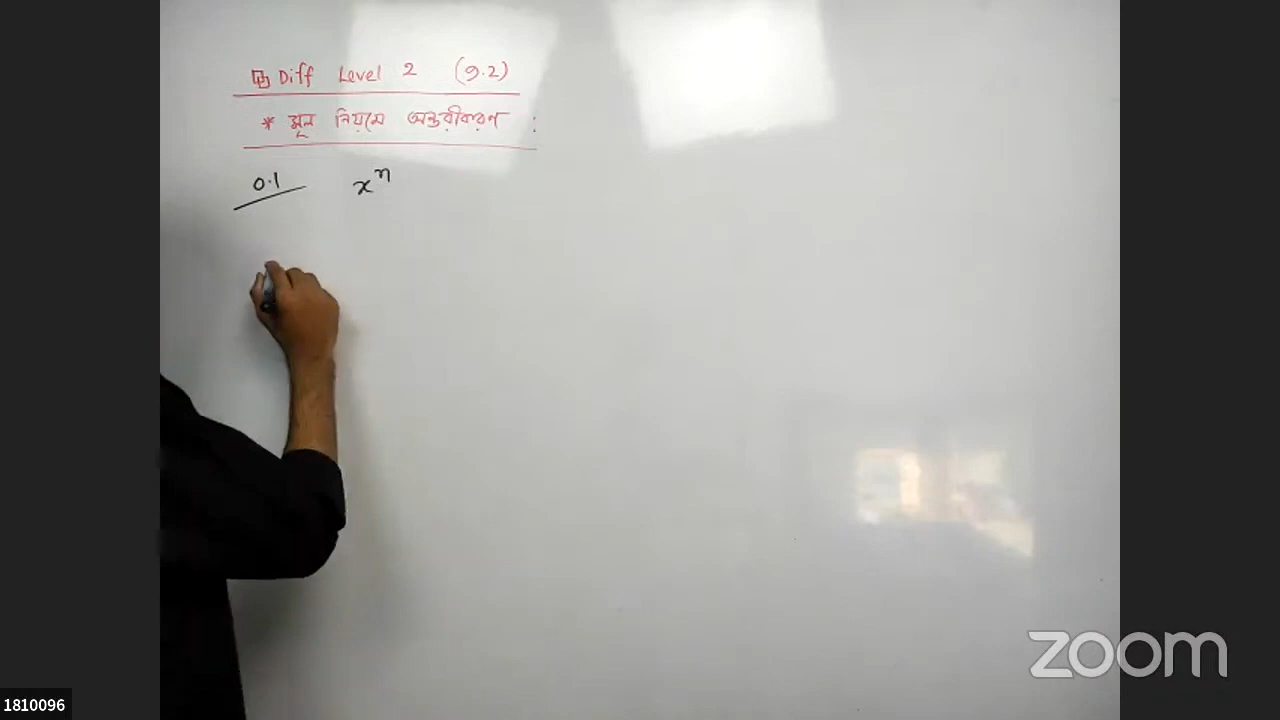 Diff Level 2 (9.2)
* মূল নিয়মে অন্তরীকরণ :
0.1 xⁿ
zoom
1810096